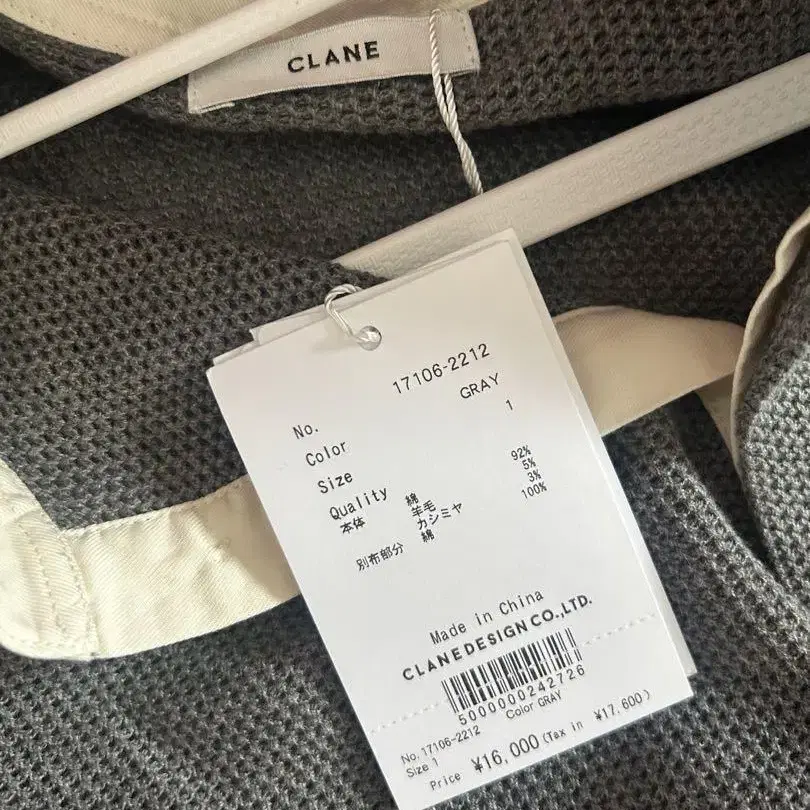 CLANE
No. 17106-2212
Color GRAY
Size 1
Quality
本体 綿 92%
羊毛 5%
カシミヤ 3%
別布部分 綿 100%
Made in China
CLANE DESIGN CO., LTD.
5000000242726
No. 17106-2212 Color GRAY
Size 1
Price ¥16,000 (Tax in ¥17,600)